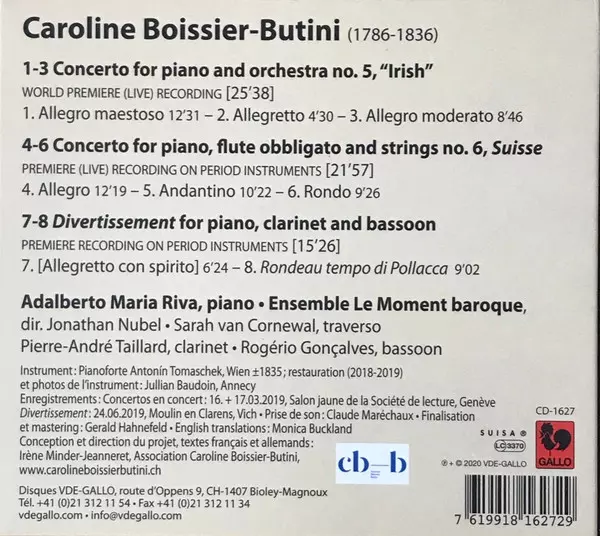 Caroline Boissier-Butini (1786-1836)
1-3 Concerto for piano and orchestra no. 5, “Irish”
WORLD PREMIERE (LIVE) RECORDING [25'38]
1. Allegro maestoso 12'31 – 2. Allegretto 4'30 – 3. Allegro moderato 8'46
4-6 Concerto for piano, flute obbligato and strings no. 6, Suisse
PREMIERE (LIVE) RECORDING ON PERIOD INSTRUMENTS [21'57]
4. Allegro 12'19 – 5. Andantino 10'22 – 6. Rondo 9'26
7-8 Divertissement for piano, clarinet and bassoon
PREMIERE RECORDING ON PERIOD INSTRUMENTS [15'26]
7. [Allegretto con spirito] 6'24 – 8. Rondeau tempo di Pollacca 9'02
Adalberto Maria Riva, piano • Ensemble Le Moment baroque,
dir. Jonathan Nubel • Sarah van Cornewal, traverso
Pierre-André Taillard, clarinet • Rogério Gonçalves, bassoon
Instrument : Pianoforte Antonín Tomaschek, Wien ±1835; restauration (2018-2019)
et photos de l'instrument : Jullian Baudoin, Annecy
Enregistrements : Concertos en concert : 16. + 17.03.2019, Salon jaune de la Société de lecture, Genève
Divertissement : 24.06.2019, Moulin en Clarens, Vich • Prise de son : Claude Maréchaux • Finalisation
et mastering : Gerald Hahnefeld • English translations : Monica Buckland
Conception et direction du projet, textes français et allemands :
Irène Minder-Jeanneret, Association Caroline Boissier-Butini,
www.carolineboissierbutini.ch
Disques VDE-GALLO, route d'Oppens 9, CH-1407 Bioley-Magnoux
Tél. +41 (0)21 312 11 54 • Fax +41 (0)21 312 11 34
vdegallo.com • info@vdegallo.com
cb b
CD-1627
SUISA
LC 3370
GALLO
℗ + © 2020 VDE-GALLO
7 619918 162729